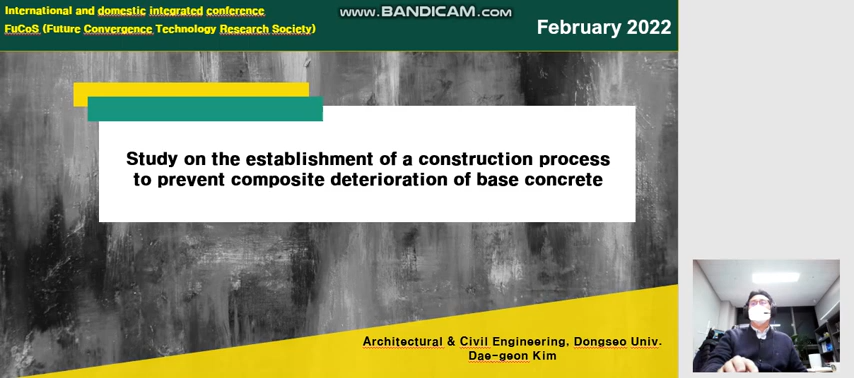 International and domestic integrated conference
FuCoS (Future Convergence Technology Research Society)
www.BANDICAM.com
February 2022
Study on the establishment of a construction process
to prevent composite deterioration of base concrete
Architectural & Civil Engineering, Dongseo Univ.
Dae-geon Kim